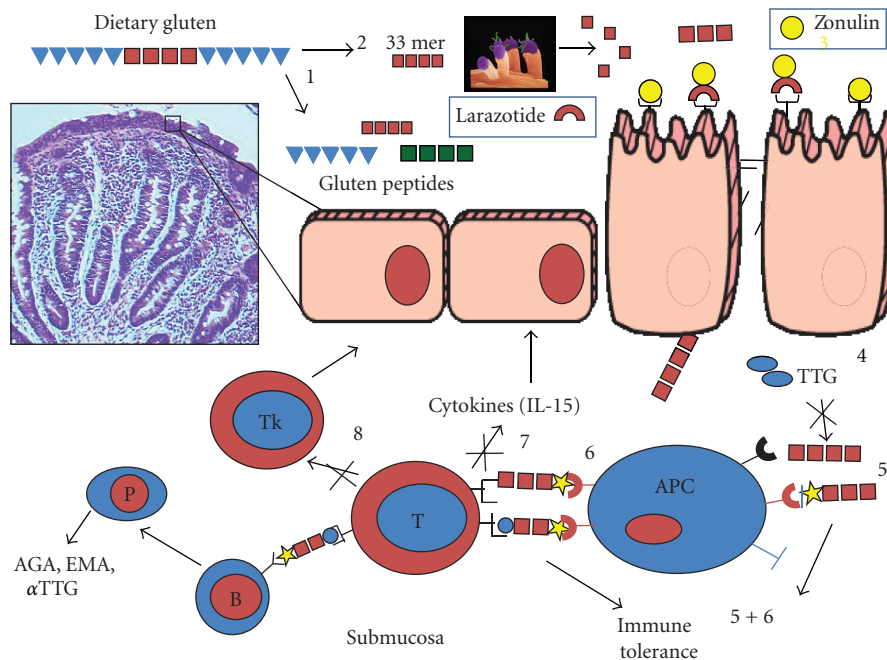 Dietary gluten
2
33 mer
1
Zonulin
3
Larazotide
Gluten peptides
4
TTG
Cytokines (IL-15)
Tk
8
7
6
5
APC
T
P
AGA, EMA,
αTTG
B
5 + 6
Submucosa
Immune
tolerance